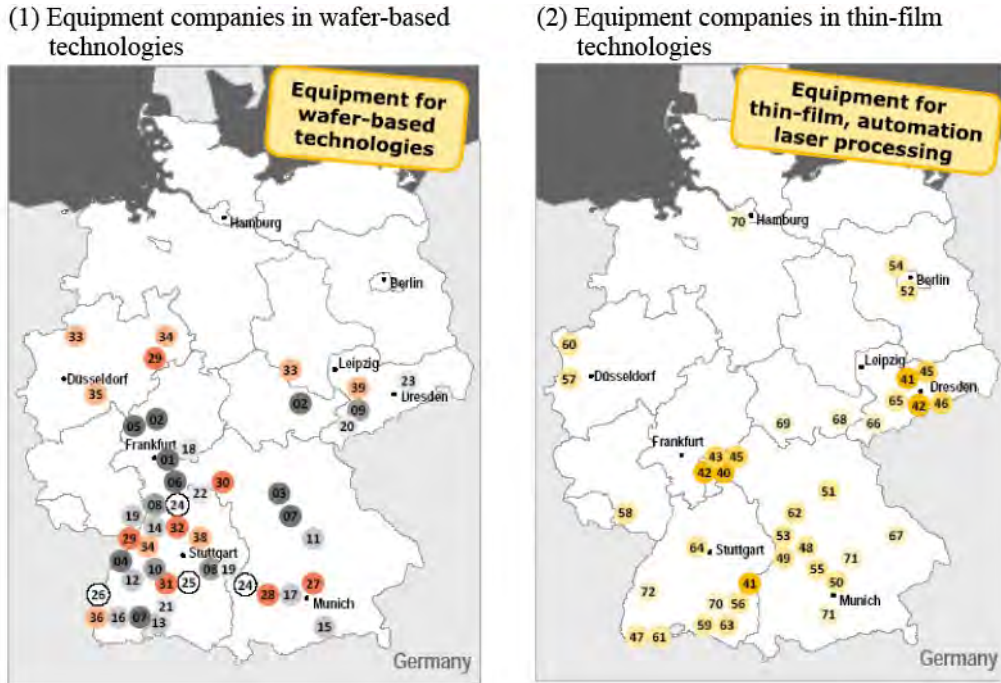 (1) Equipment companies in wafer-based
technologies
Equipment for
wafer-based
technologies
Hamburg
Berlin
33
34
29
33
Leipzig
Düsseldorf
39
23
35
02
09
Dresden
05
02
20
Frankfurt
18
01
06
22
30
03
08
24
07
19
14
32
29
34
38
11
Stuttgart
04
10
08
19
12
31
25
24
27
26
28
17
Munich
21
36
16
07
13
15
Germany
(2) Equipment companies in thin-film
technologies
Equipment for
thin-film, automation
laser processing
70
Hamburg
54
Berlin
52
60
Leipzig
45
57
Düsseldorf
41
Dresden
65
42
46
69
68
66
Frankfurt
43
45
42
40
51
58
62
53
67
64
Stuttgart
49
48
71
55
41
50
72
Munich
70
56
71
59
63
47
61
Germany